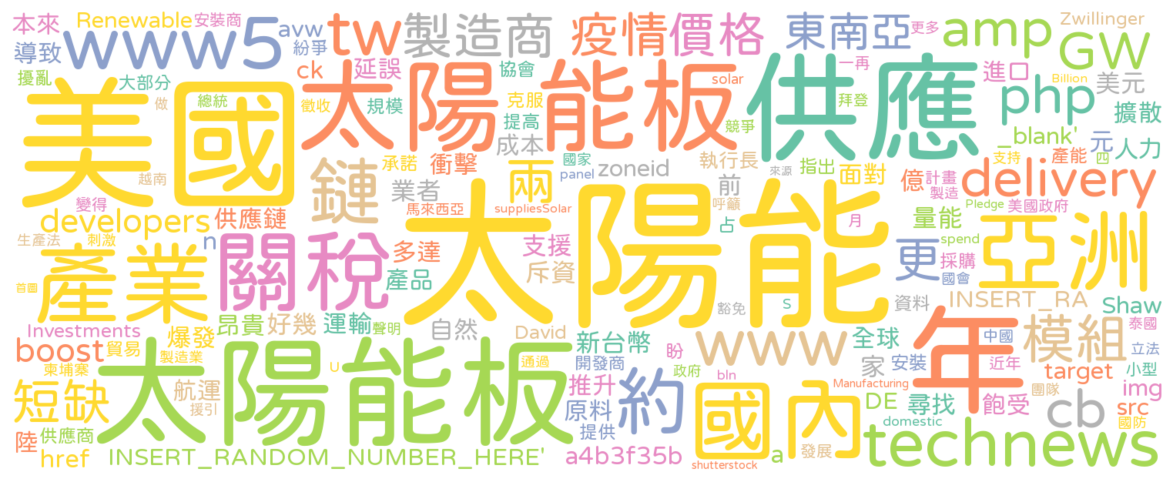 本來 Renewable 安裝商 avw 紛爭 tw 製造商 疫情 價格 東南亞 更多 amp Zwillinger GW
導致 www5 ck 延誤 協會 solar 一再 進口 Billion 美元
擾亂 大部分 做 總統 徵收 規模 克服 提高 競爭 拜登 php 擴散
美國 太陽能板 供應 _blank' 元 人力
越南 承諾 衝擊 成本 國家 panel 執行長 指出 支持 產能 四
鏈 業者 兩 zoneid 來源 面對 億 計畫 製造 delivery
變得 馬來西亞 suppliesSolar 前 呼籲 Pledge 美國政府
developers 供應鏈 n 多達 支援 占 月 量能 spend
生產法 刺激 產業 關稅 產品 斥資 太陽能 更 採購 國會 亞洲
首圖 昂貴 好幾 運輸 聲明 自然 David 豁免 S 資料 INSERT_RA Shaw
Investments 爆發 新台幣 www 全球 中國 泰國
boost 貿易 製造業 柬埔寨 U 通過 開發商 盼 家 安裝 年 近年 模組 立法 小型
短缺 航運 援引 太陽能板 推升 政府 bln Manufacturing target img
約 國內 DE 尋找 飽受 團隊 cb src
陸 供應商 原料 提供 domestic technews 國防
href INSERT_RANDOM_NUMBER_HERE' a4b3f35b shutterstock a 發展